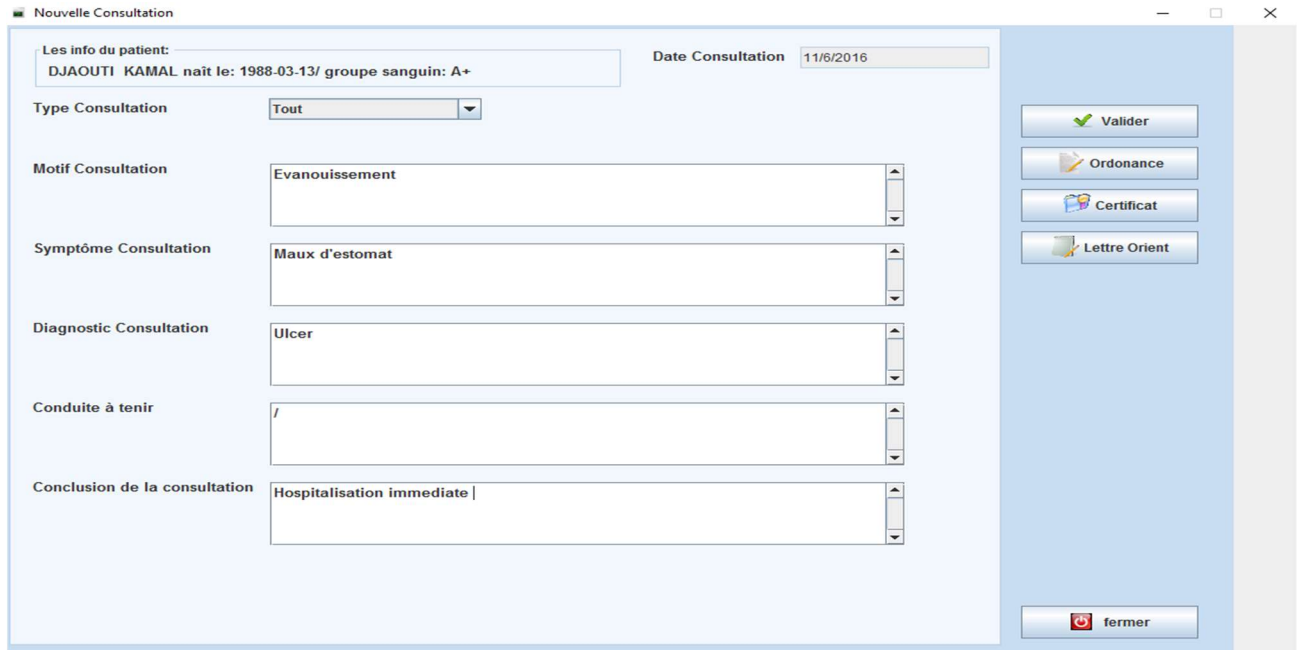 Nouvelle Consultation
Les info du patient:
DJAOUTI KAMAL naît le: 1988-03-13/ groupe sanguin: A+
Date Consultation 11/6/2016
Type Consultation Tout
Valider
Ordonance
Motif Consultation Evanouissement
Certificat
Lettre Orient
Symptôme Consultation Maux d'estomat
Diagnostic Consultation Ulcer
Conduite à tenir /
Conclusion de la consultation Hospitalisation immediate
fermer